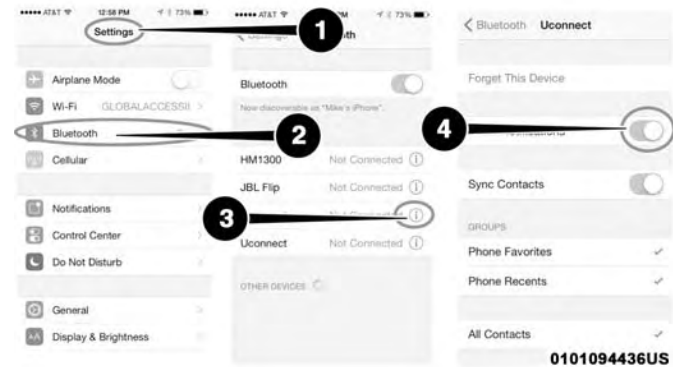 AT&T 12:58 PM 73%
Settings
Airplane Mode
Wi-Fi GLOBALACCESSII
Bluetooth
Cellular
Notifications
Control Center
Do Not Disturb
General
Display & Brightness
AT&T 73%
Bluetooth
Now discoverable as "Mike's iPhone".
HM1300 Not Connected
JBL Flip Not Connected
Not Connected
Uconnect Not Connected
OTHER DEVICES
Bluetooth Uconnect
Forget This Device
Sync Contacts
GROUPS
Phone Favorites
Phone Recents
All Contacts
1
2
3
4
0101094436US